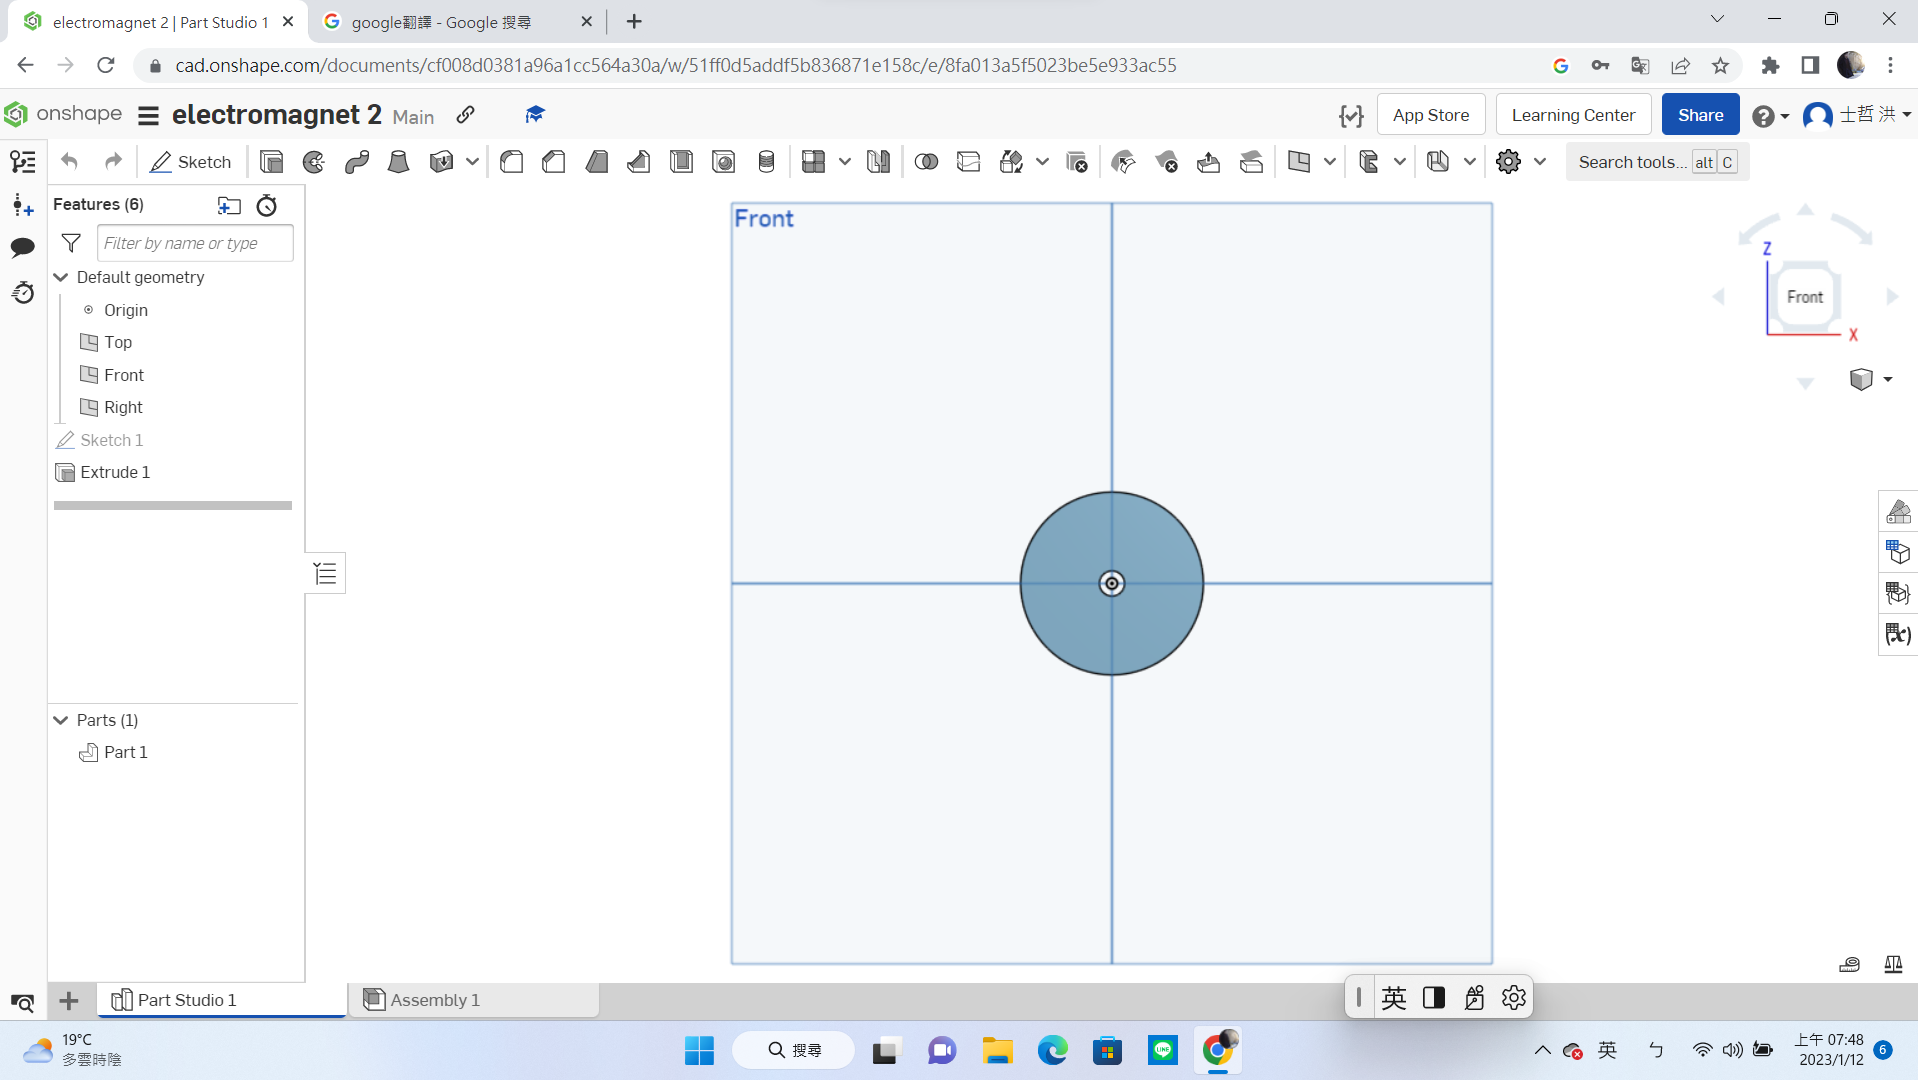 electromagnet 2 | Part Studio 1
google翻譯 - Google 搜尋
cad.onshape.com/documents/cf008d0381a96a1cc564a30a/w/51ff0d5addf5b836871e158c/e/8fa013a5f5023be5e933ac55
onshape
electromagnet 2 Main
App Store
Learning Center
Share
士哲 洪
Sketch
Search tools... alt C
Features (6)
Filter by name or type
Default geometry
Origin
Top
Front
Right
Sketch 1
Extrude 1
Parts (1)
Part 1
Front
Z
Front
X
Part Studio 1
Assembly 1
英
19°C
多雲時陰
搜尋
LINE
英
ㄅ
上午 07:48
2023/1/12
6